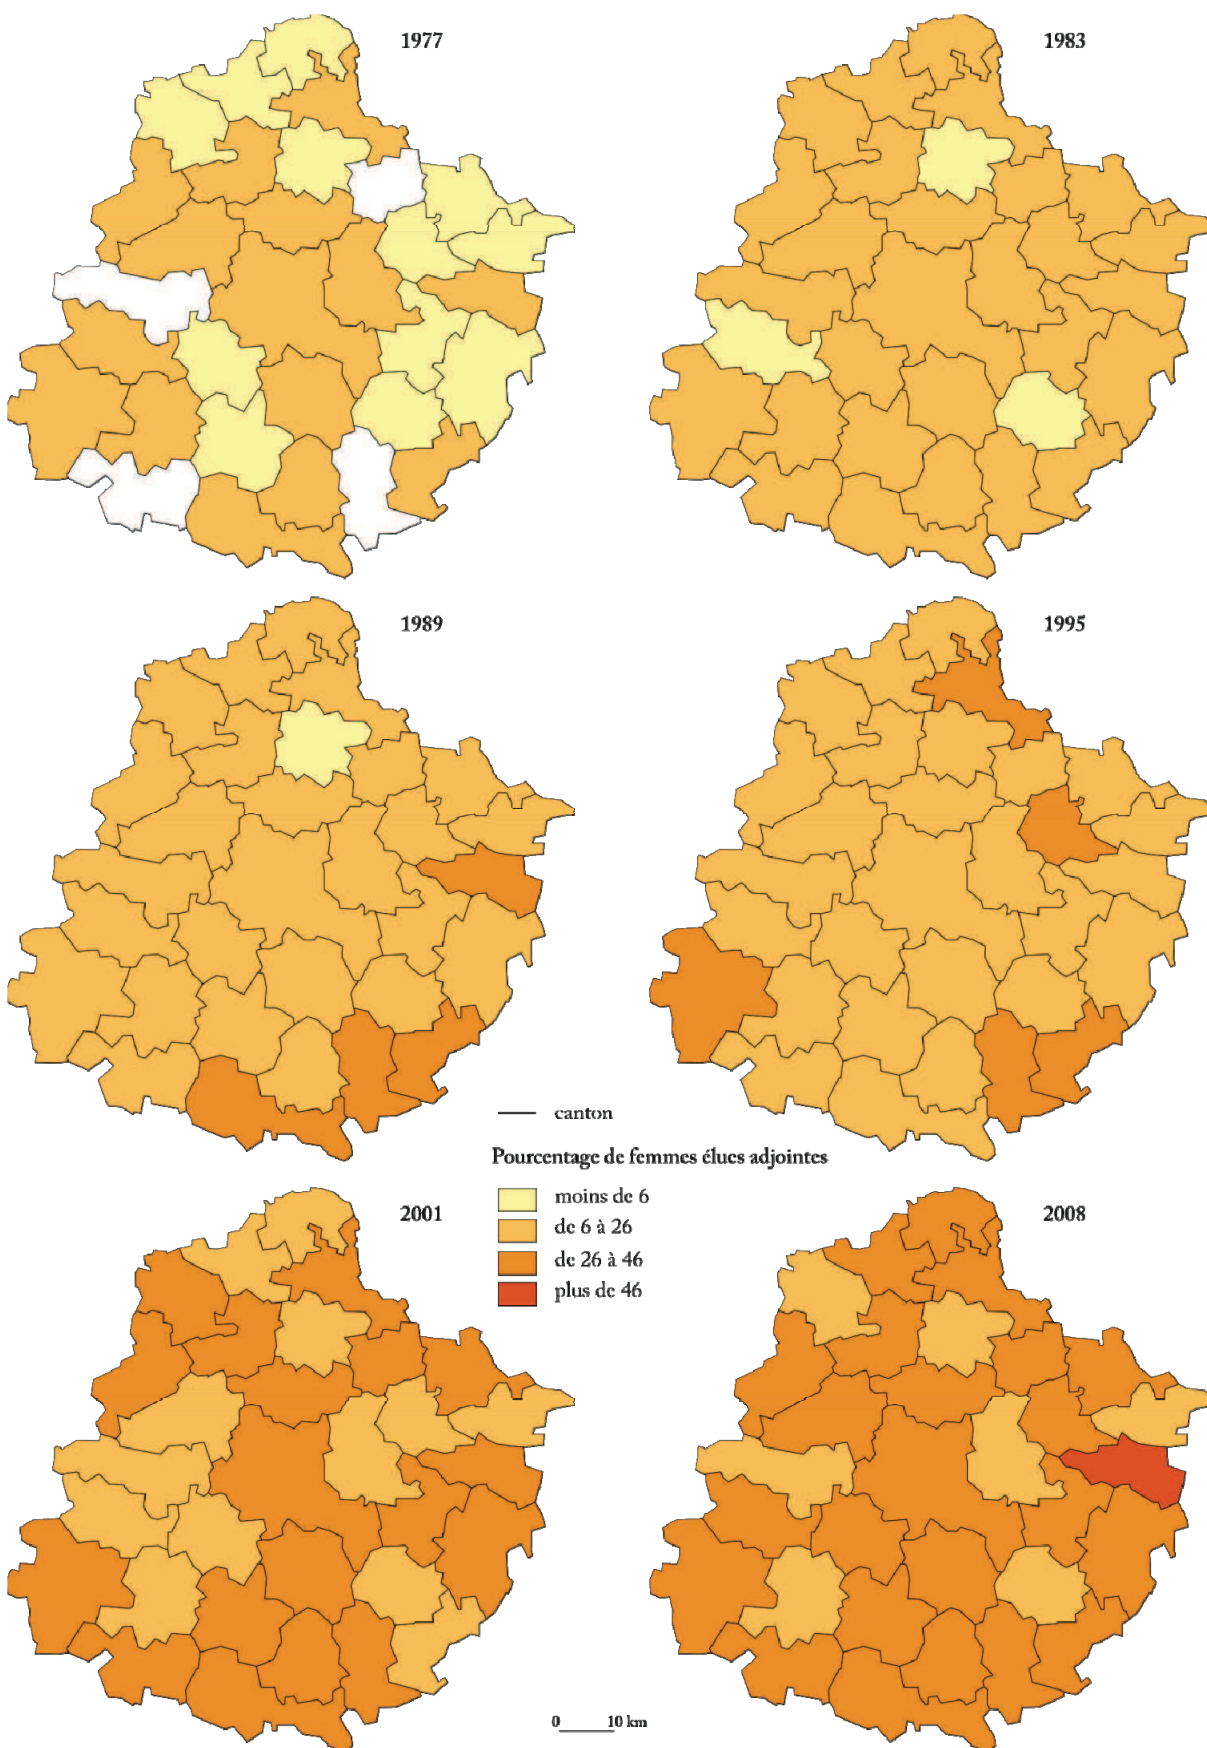 1977
1983
1989
1995
canton
Pourcentage de femmes élues adjointes
moins de 6
de 6 à 26
de 26 à 46
plus de 46
2001
2008
0 10 km